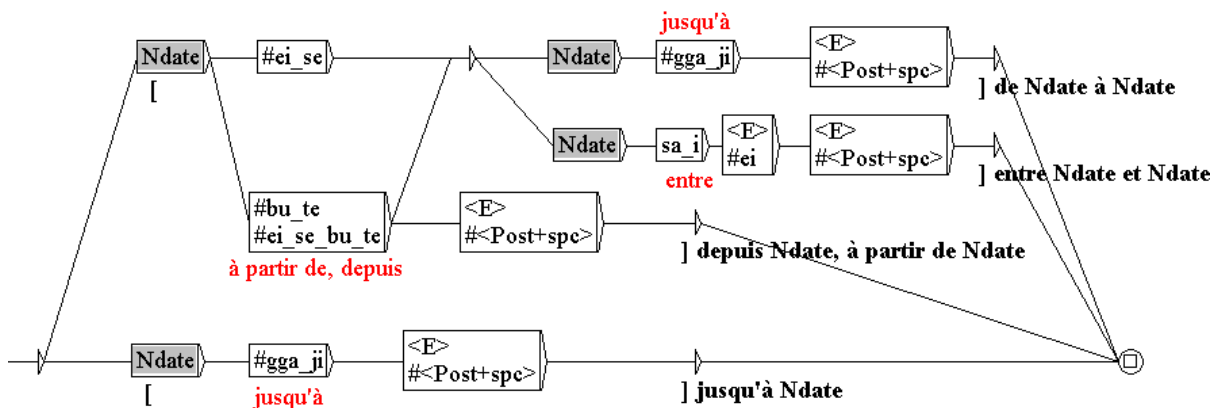 jusqu'à
Ndate #ei_se Ndate #gga_ji <E>
#<Post+spc>
[ ] de Ndate à Ndate
Ndate sa_i <E>
#ei <E>
#<Post+spc>
entre ] entre Ndate et Ndate
#bu_te
#ei_se_bu_te <E>
#<Post+spc>
à partir de, depuis ] depuis Ndate, à partir de Ndate
Ndate #gga_ji <E>
#<Post+spc>
[ jusqu'à ] jusqu'à Ndate